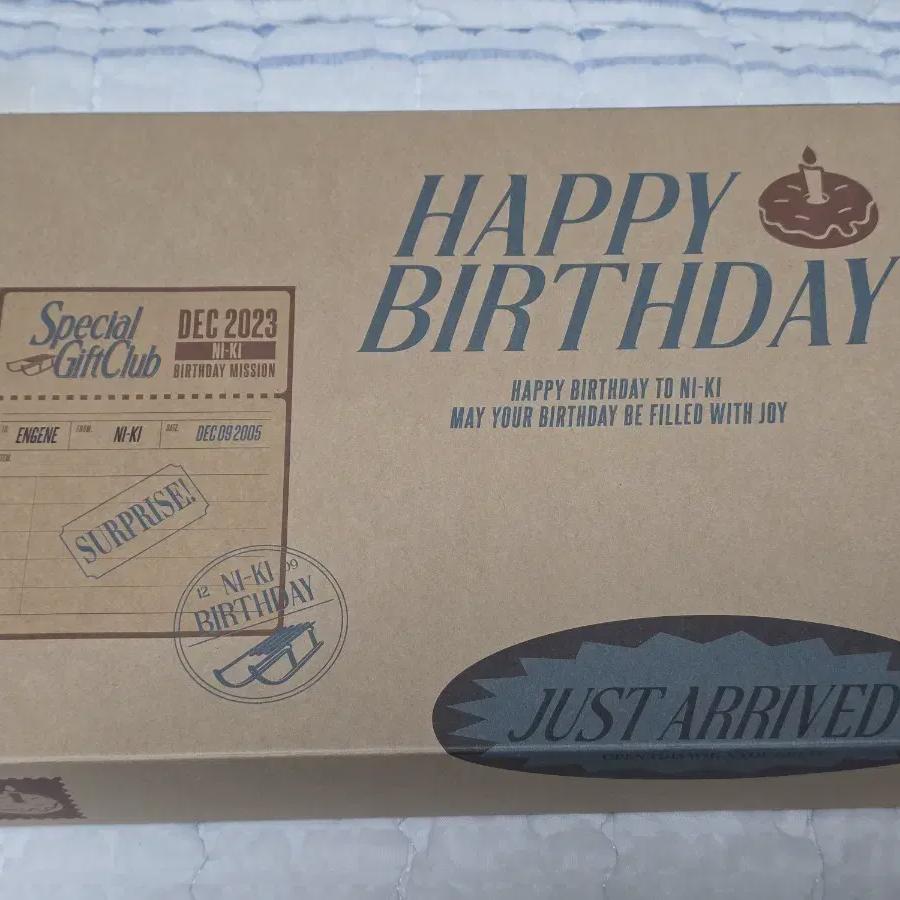 HAPPY
BIRTHDAY
HAPPY BIRTHDAY TO NI-KI
MAY YOUR BIRTHDAY BE FILLED WITH JOY
Special
GiftClub
DEC 2023
NI-KI
BIRTHDAY MISSION
TO. ENGENE FROM. NI-KI DATE. DEC 09 2005
ITEM.
SURPRISE!
12 NI-KI 09
BIRTHDAY
JUST ARRIVED